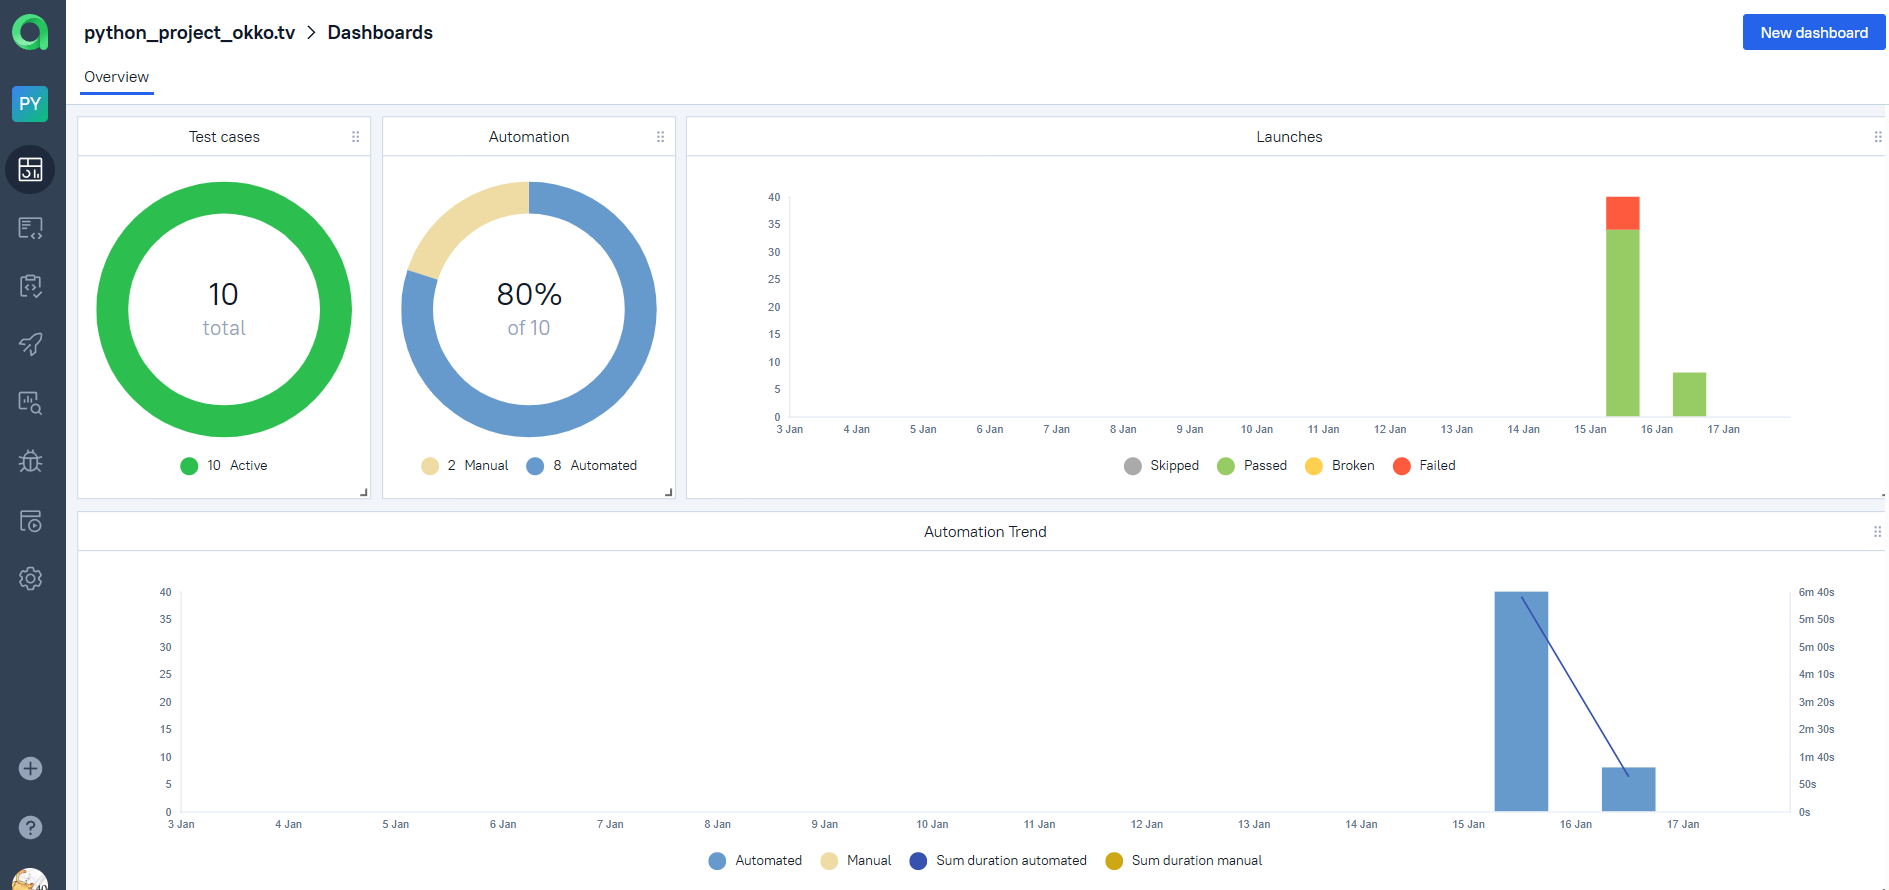 python_project_okko.tv > Dashboards
New dashboard
Overview
PY
Test cases
10
total
10 Active
Automation
80%
of 10
2 Manual 8 Automated
Launches
40
35
30
25
20
15
10
5
0
3 Jan 4 Jan 5 Jan 6 Jan 7 Jan 8 Jan 9 Jan 10 Jan 11 Jan 12 Jan 13 Jan 14 Jan 15 Jan 16 Jan 17 Jan
Skipped Passed Broken Failed
Automation Trend
40 6m 40s
35 5m 50s
30 5m 00s
25 4m 10s
20 3m 20s
15 2m 30s
10 1m 40s
5 50s
0 0s
3 Jan 4 Jan 5 Jan 6 Jan 7 Jan 8 Jan 9 Jan 10 Jan 11 Jan 12 Jan 13 Jan 14 Jan 15 Jan 16 Jan 17 Jan
Automated Manual Sum duration automated Sum duration manual